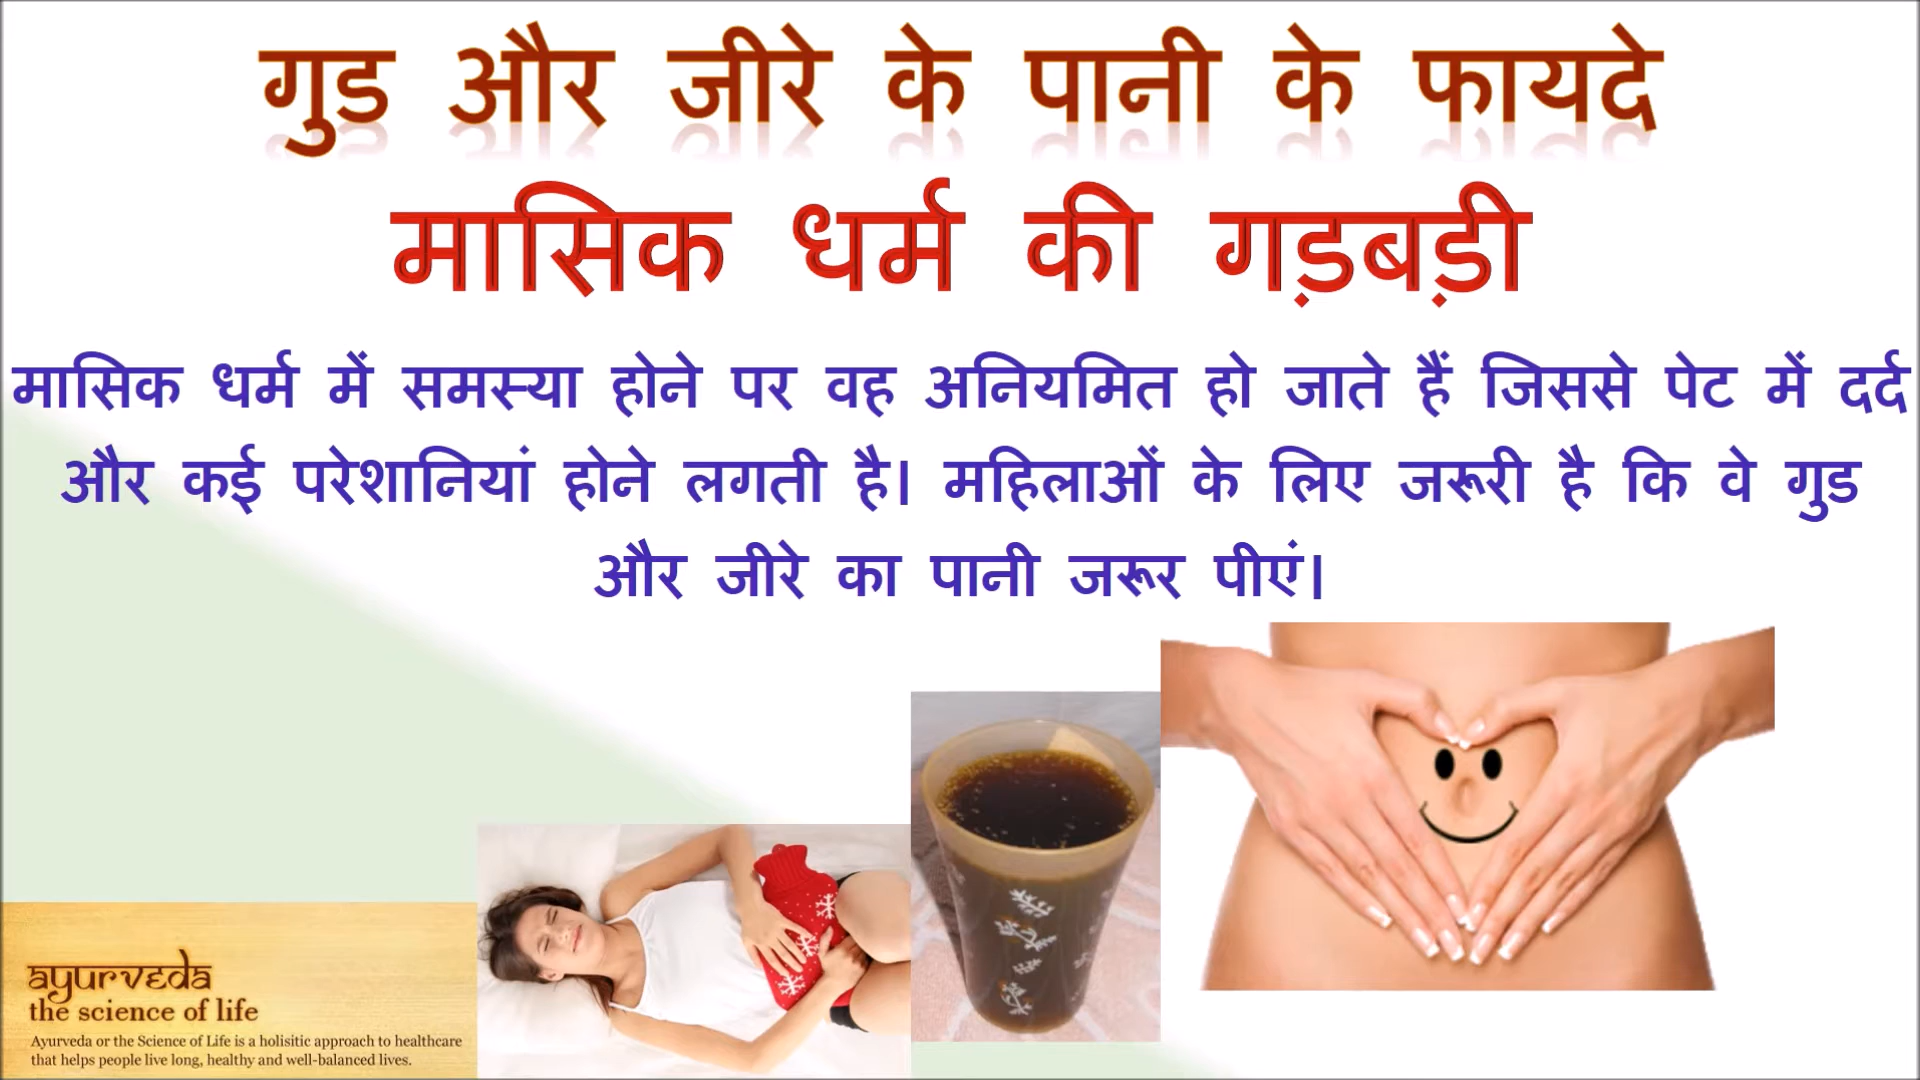 गुड और जीरे के पानी के फायदे
मासिक धर्म की गड़बड़ी
मासिक धर्म में समस्या होने पर वह अनियमित हो जाते हैं जिससे पेट में दर्द
और कई परेशानियां होने लगती है। महिलाओं के लिए जरूरी है कि वे गुड
और जीरे का पानी जरूर पीएं।
ayurveda
the science of life
Ayurveda or the Science of Life is a holisitic approach to healthcare
that helps people live long, healthy and well-balanced lives.